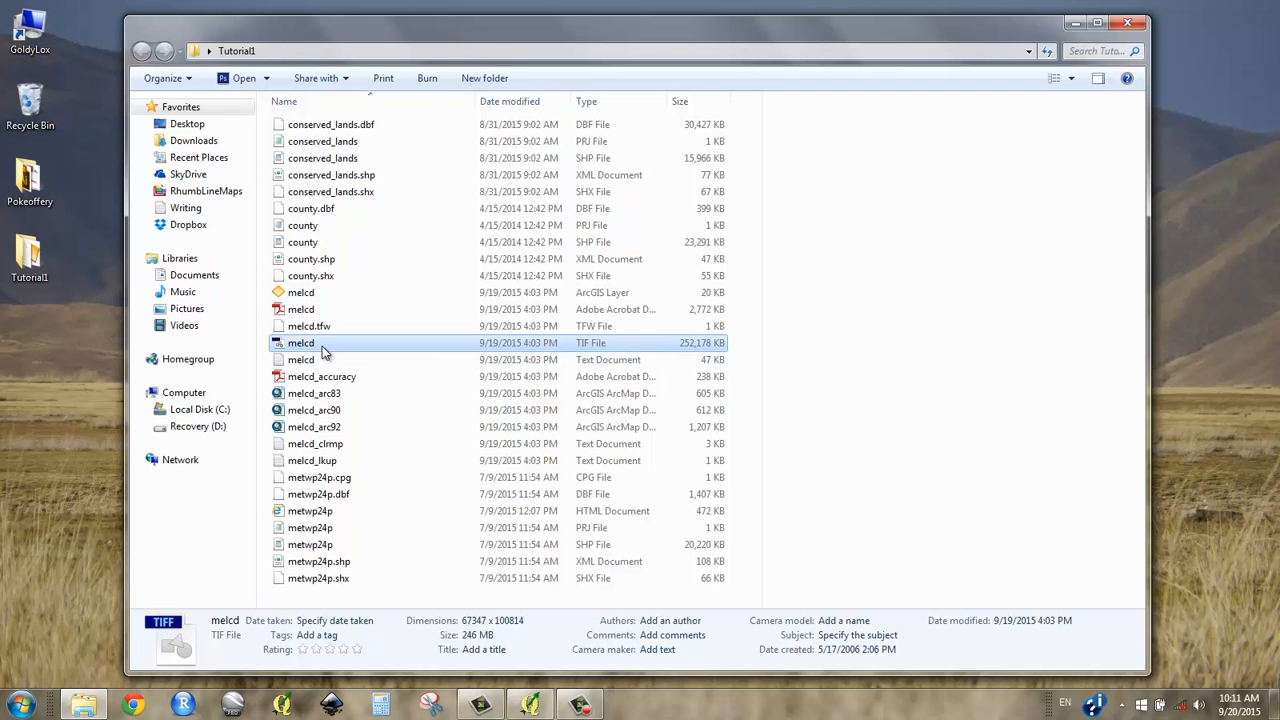 GoldyLox
Recycle Bin
Pokeoffery
Tutorial1
Tutorial1
Search Tuto...
Organize
Ps Open
Share with
Print
Burn
New folder
Favorites
Desktop
Downloads
Recent Places
SkyDrive
RhumbLineMaps
Writing
Dropbox
Libraries
Documents
Music
Pictures
Videos
Homegroup
Computer
Local Disk (C:)
Recovery (D:)
Network
Name Date modified Type Size
conserved_lands.dbf 8/31/2015 9:02 AM DBF File 30,427 KB
conserved_lands 8/31/2015 9:02 AM PRJ File 1 KB
conserved_lands 8/31/2015 9:02 AM SHP File 15,966 KB
conserved_lands.shp 8/31/2015 9:02 AM XML Document 77 KB
conserved_lands.shx 8/31/2015 9:02 AM SHX File 67 KB
county.dbf 4/15/2014 12:42 PM DBF File 399 KB
county 4/15/2014 12:42 PM PRJ File 1 KB
county 4/15/2014 12:42 PM SHP File 23,291 KB
county.shp 4/15/2014 12:42 PM XML Document 47 KB
county.shx 4/15/2014 12:42 PM SHX File 55 KB
melcd 9/19/2015 4:03 PM ArcGIS Layer 20 KB
melcd 9/19/2015 4:03 PM Adobe Acrobat D... 2,772 KB
melcd.tfw 9/19/2015 4:03 PM TFW File 1 KB
melcd 9/19/2015 4:03 PM TIF File 252,178 KB
melcd 9/19/2015 4:03 PM Text Document 47 KB
melcd_accuracy 9/19/2015 4:03 PM Adobe Acrobat D... 238 KB
melcd_arc83 9/19/2015 4:03 PM ArcGIS ArcMap D... 605 KB
melcd_arc90 9/19/2015 4:03 PM ArcGIS ArcMap D... 612 KB
melcd_arc92 9/19/2015 4:03 PM ArcGIS ArcMap D... 1,207 KB
melcd_clrmp 9/19/2015 4:03 PM Text Document 3 KB
melcd_lkup 9/19/2015 4:03 PM Text Document 1 KB
metwp24p.cpg 7/9/2015 11:54 AM CPG File 1 KB
metwp24p.dbf 7/9/2015 11:54 AM DBF File 1,407 KB
metwp24p 7/9/2015 12:07 PM HTML Document 472 KB
metwp24p 7/9/2015 11:54 AM PRJ File 1 KB
metwp24p 7/9/2015 11:54 AM SHP File 20,220 KB
metwp24p.shp 7/9/2015 11:54 AM XML Document 108 KB
metwp24p.shx 7/9/2015 11:54 AM SHX File 66 KB
TIFF
melcd Date taken: Specify date taken Dimensions: 67347 x 100814 Authors: Add an author Camera model: Add a name Date modified: 9/19/2015 4:03 PM
TIF File Tags: Add a tag Size: 246 MB Comments: Add comments Subject: Specify the subject
Rating: Title: Add a title Camera maker: Add text Date created: 5/17/2006 2:06 PM
EN
10:11 AM
9/20/2015